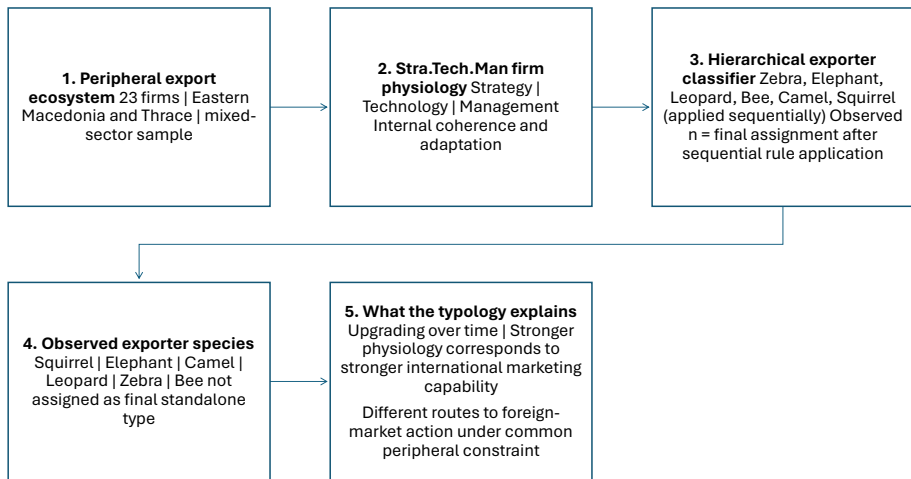 1. Peripheral export
ecosystem 23 firms | Eastern
Macedonia and Thrace | mixed-
sector sample
2. Stra.Tech.Man firm
physiology Strategy |
Technology | Management
Internal coherence and
adaptation
3. Hierarchical exporter
classifier Zebra, Elephant,
Leopard, Bee, Camel, Squirrel
(applied sequentially) Observed
n = final assignment after
sequential rule application
4. Observed exporter species
Squirrel | Elephant | Camel |
Leopard | Zebra | Bee not
assigned as final standalone
type
5. What the typology explains
Upgrading over time | Stronger
physiology corresponds to
stronger international marketing
capability
Different routes to foreign-
market action under common
peripheral constraint